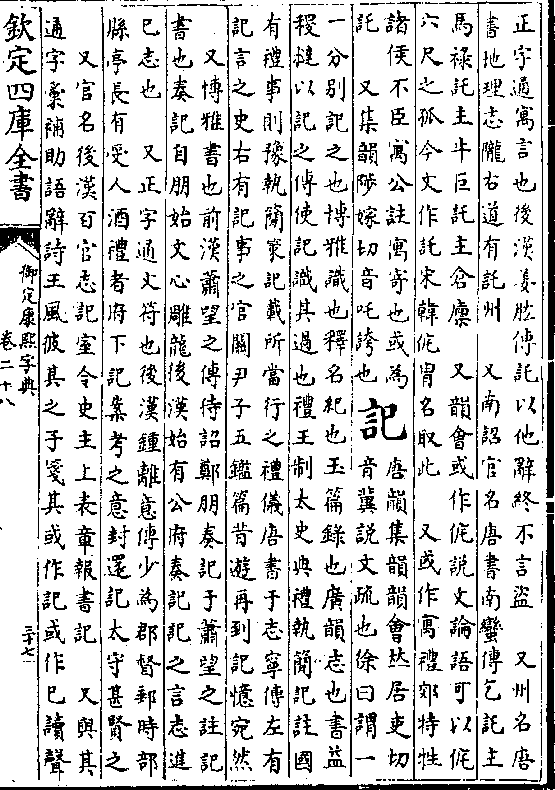 正字通寓言也後漢姜肱傳託以他辭終不言盜　又州名唐
書地理志隴右道有託州　又南詔官名唐書南蠻傳乞託主
馬祿託主牛巨託主倉廩　又韻會或作侂說文論語可以侂
六尺之孤今文作託宋韓侂胄名取此　又或作寓禮郊特牲
諸侯不臣寓公註寓寄也或為
託　又集韻陟嫁切音吒誇也
記
唐韻集韻韻會𠀤居吏切
音冀說文疏也徐曰謂一
一分別記之也博雅識也釋名紀也玉篇錄也廣韻志也書益
稷撻以記之傳使記識其過也禮王制太史典禮執簡記註國
有禮事則豫執簡策記載所當行之禮儀唐書于志寧傳左有
記言之史右有記事之官關尹子五鑑篇昔遊再到記憶宛然
　又博雅書也前漢蕭望之傳待詔鄭朋奏記于蕭望之註記
書也奏記自朋始文心雕龍後漢始有公府奏記記之言志進
已志也　又正字通文符也後漢鍾離意傳少為郡督郵時部
縣亭長有受人酒禮者府下記案考之意封還記太守甚賢之
　又官名後漢百官志記室令史主上表章報書記　又與其
通字彙補助語辭詩王風彼其之子箋其或作記或作己讀聲
欽定四庫全書
御定康熙字典
卷二十八
三十七